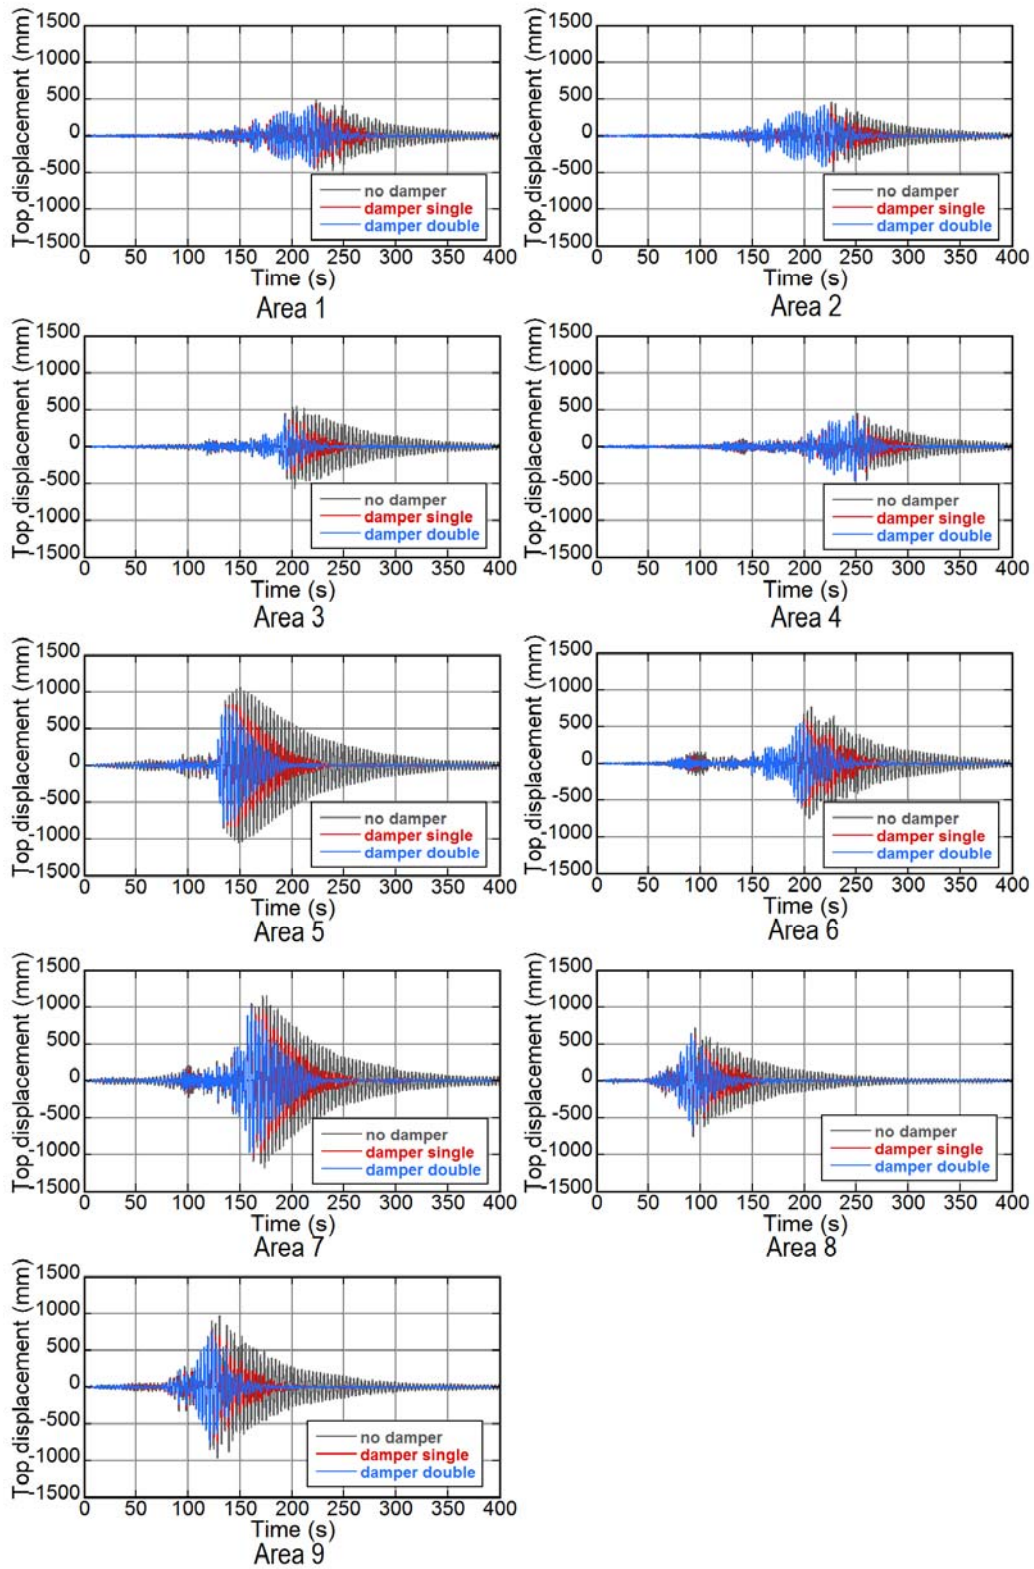 Top, displacement (mm)
1500
1000
500
0
-500
-1000
-1500
no damper
damper single
damper double
0 50 100 150 200 250 300 350 400
Time (s)
Area 1
Top, displacement (mm)
1500
1000
500
0
-500
-1000
-1500
no damper
damper single
damper double
0 50 100 150 200 250 300 350 400
Time (s)
Area 2
Top, displacement (mm)
1500
1000
500
0
-500
-1000
-1500
no damper
damper single
damper double
0 50 100 150 200 250 300 350 400
Time (s)
Area 3
Top, displacement (mm)
1500
1000
500
0
-500
-1000
-1500
no damper
damper single
damper double
0 50 100 150 200 250 300 350 400
Time (s)
Area 4
Top, displacement (mm)
1500
1000
500
0
-500
-1000
-1500
no damper
damper single
damper double
0 50 100 150 200 250 300 350 400
Time (s)
Area 5
Top, displacement (mm)
1500
1000
500
0
-500
-1000
-1500
no damper
damper single
damper double
0 50 100 150 200 250 300 350 400
Time (s)
Area 6
Top, displacement (mm)
1500
1000
500
0
-500
-1000
-1500
no damper
damper single
damper double
0 50 100 150 200 250 300 350 400
Time (s)
Area 7
Top, displacement (mm)
1500
1000
500
0
-500
-1000
-1500
no damper
damper single
damper double
0 50 100 150 200 250 300 350 400
Time (s)
Area 8
Top, displacement (mm)
1500
1000
500
0
-500
-1000
-1500
no damper
damper single
damper double
0 50 100 150 200 250 300 350 400
Time (s)
Area 9